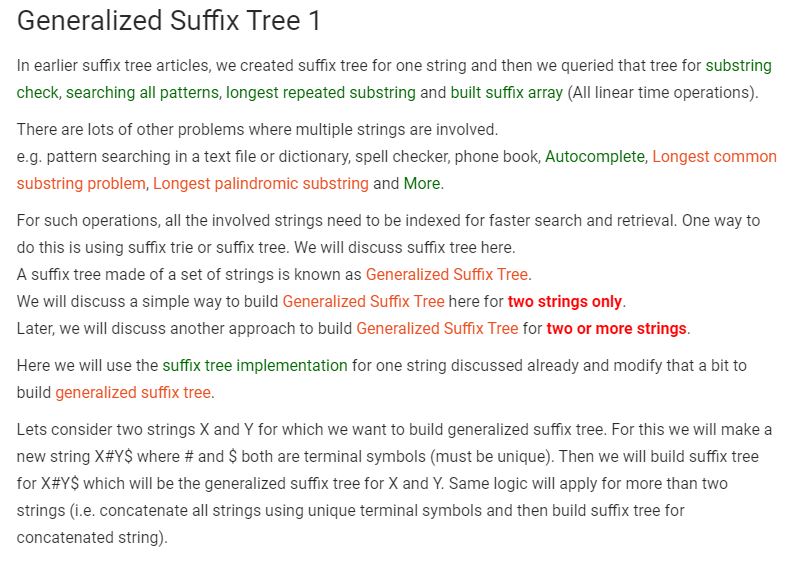 Generalized Suffix Tree 1
In earlier suffix tree articles, we created suffix tree for one string and then we queried that tree for substring
check, searching all patterns, longest repeated substring and built suffix array (All linear time operations).
There are lots of other problems where multiple strings are involved.
e.g. pattern searching in a text file or dictionary, spell checker, phone book, Autocomplete, Longest common
substring problem, Longest palindromic substring and More.
For such operations, all the involved strings need to be indexed for faster search and retrieval. One way to
do this is using suffix trie or suffix tree. We will discuss suffix tree here.
A suffix tree made of a set of strings is known as Generalized Suffix Tree.
We will discuss a simple way to build Generalized Suffix Tree here for two strings only.
Later, we will discuss another approach to build Generalized Suffix Tree for two or more strings.
Here we will use the suffix tree implementation for one string discussed already and modify that a bit to
build generalized suffix tree.
Lets consider two strings X and Y for which we want to build generalized suffix tree. For this we will make a
new string X#Y$ where # and $ both are terminal symbols (must be unique). Then we will build suffix tree
for X#Y$ which will be the generalized suffix tree for X and Y. Same logic will apply for more than two
strings (i.e. concatenate all strings using unique terminal symbols and then build suffix tree for
concatenated string).